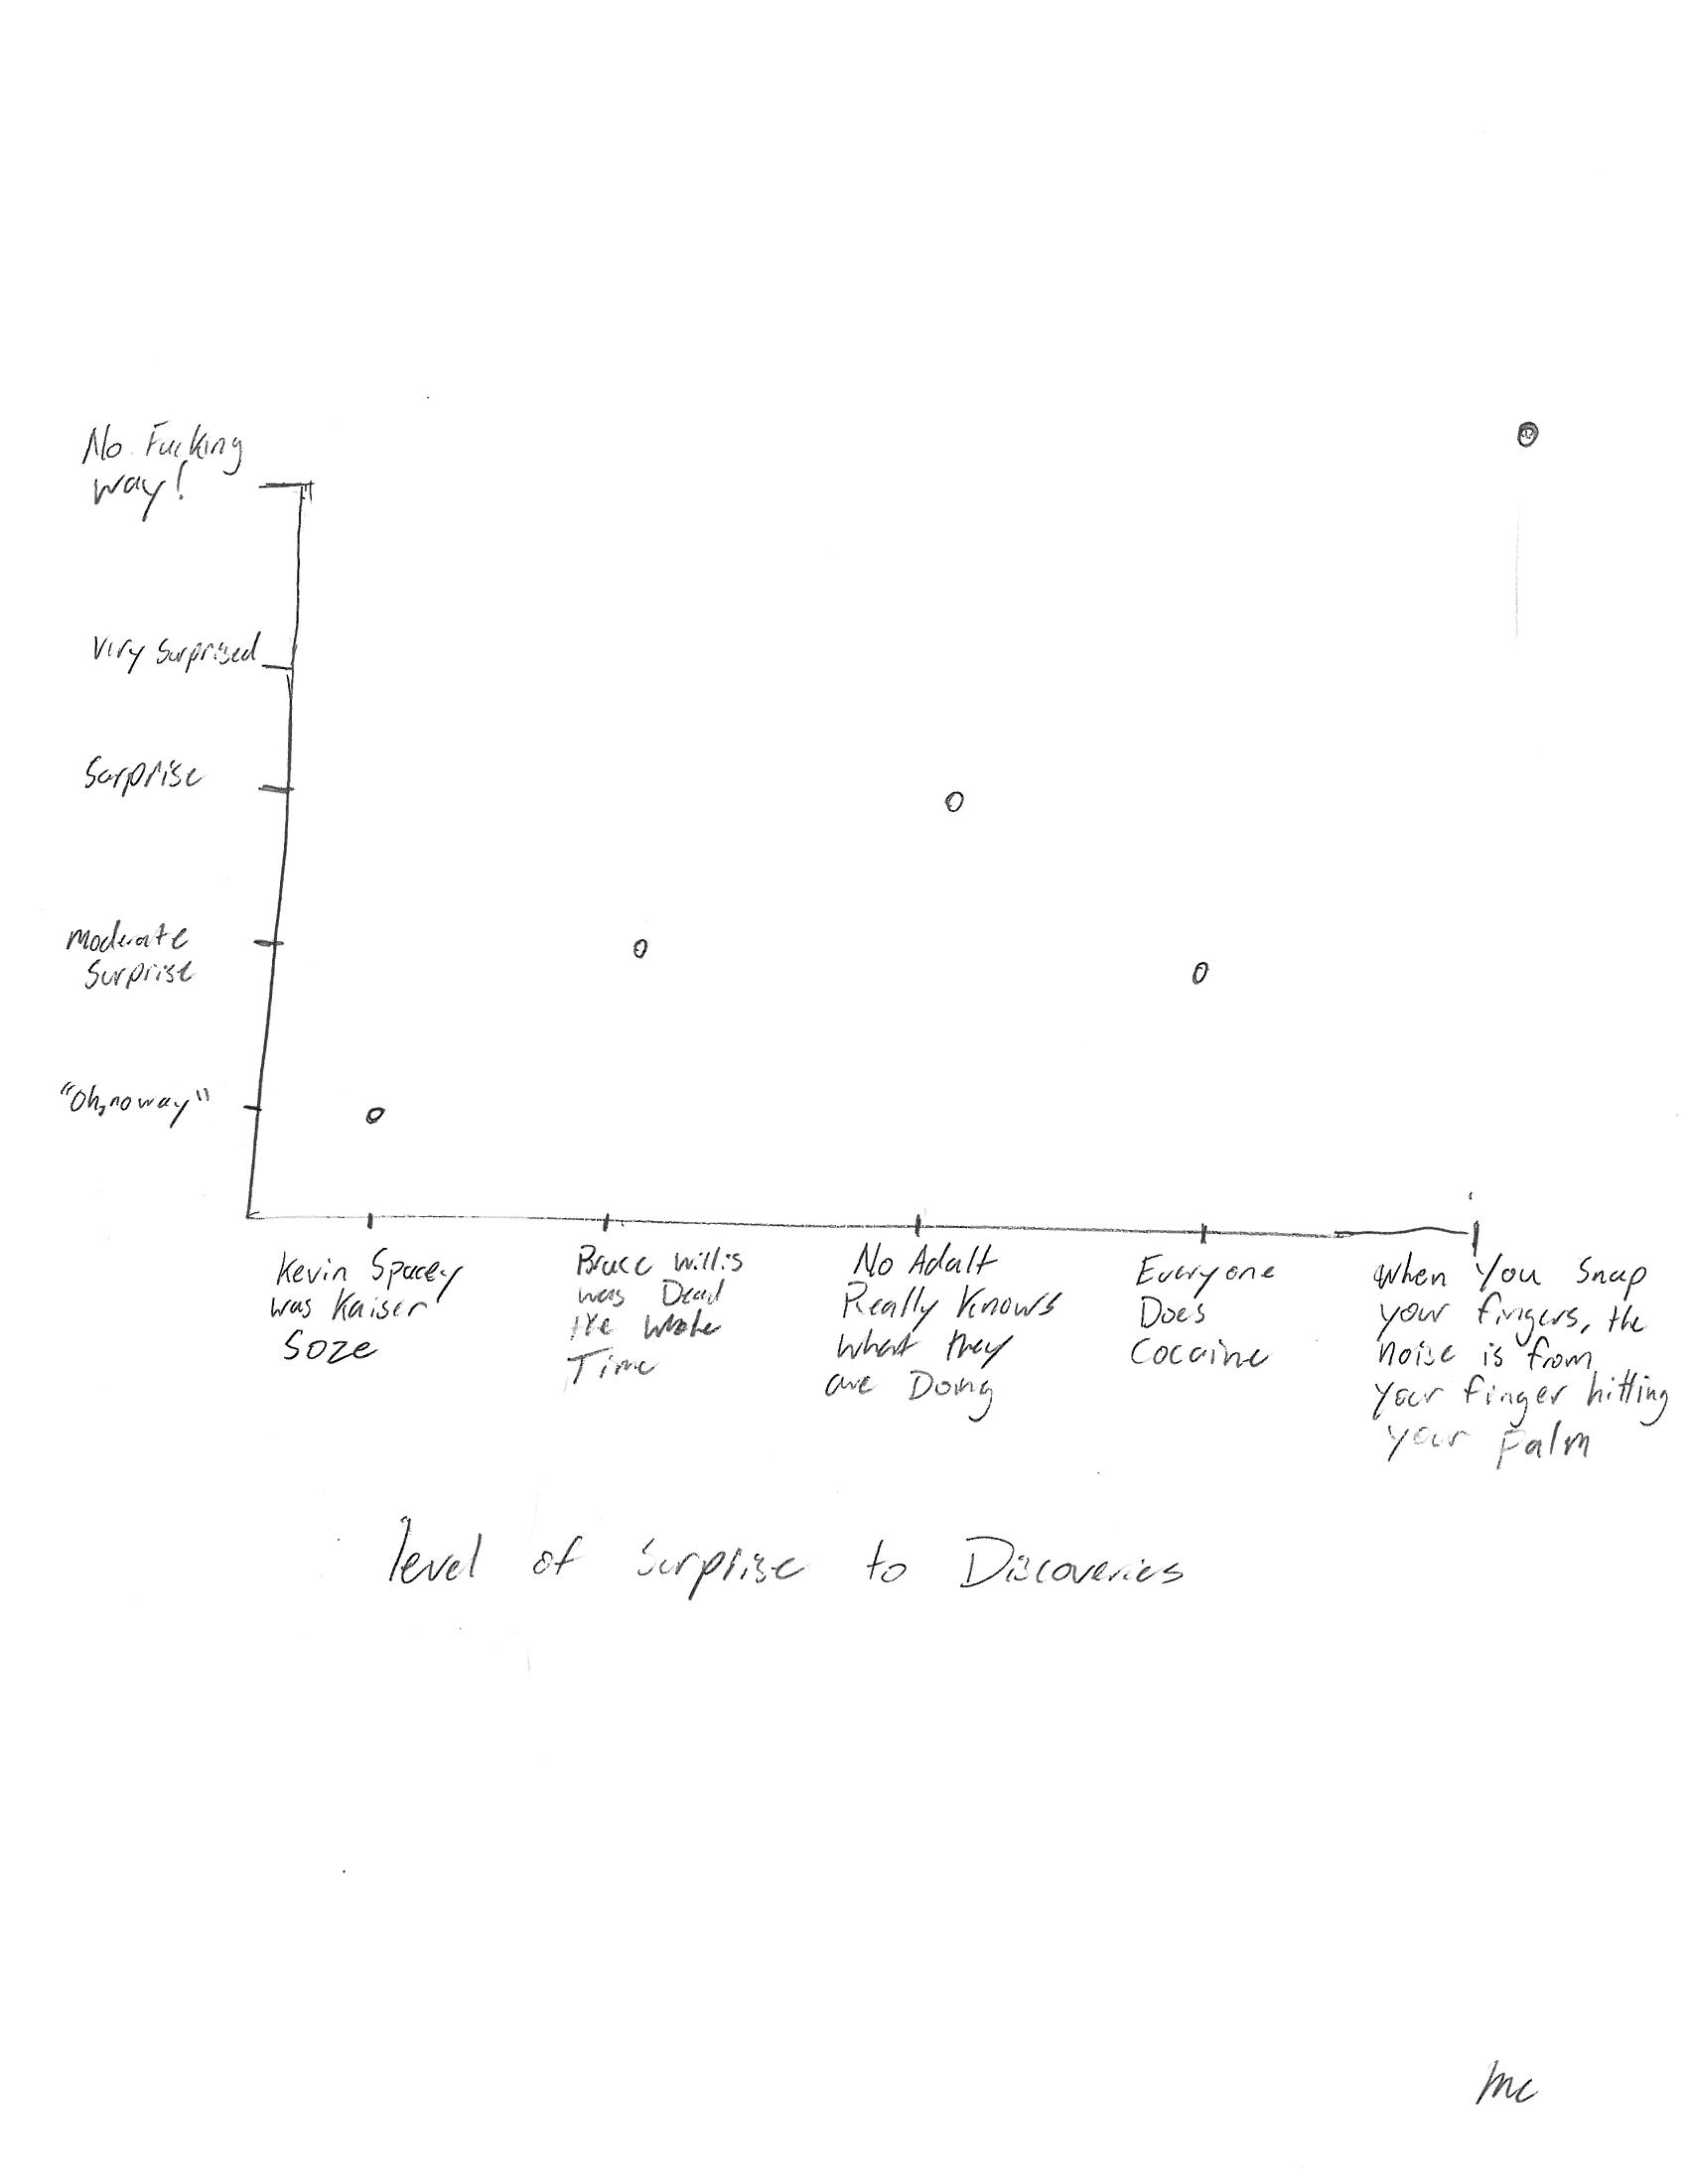 No Fucking
way!
Very Surprised
Surprise
Moderate
Surprise
"Oh, no way"
Kevin Spacey
was Kaiser
Soze
Bruce Willis
was Dead
the Whole
Time
No Adalt
Really Knows
what they
are Doing
Everyone
Does
Cocaine
When You Snap
your fingers, the
noise is from
your finger hitting
your Palm
level of Surprise to Discoveries
mc